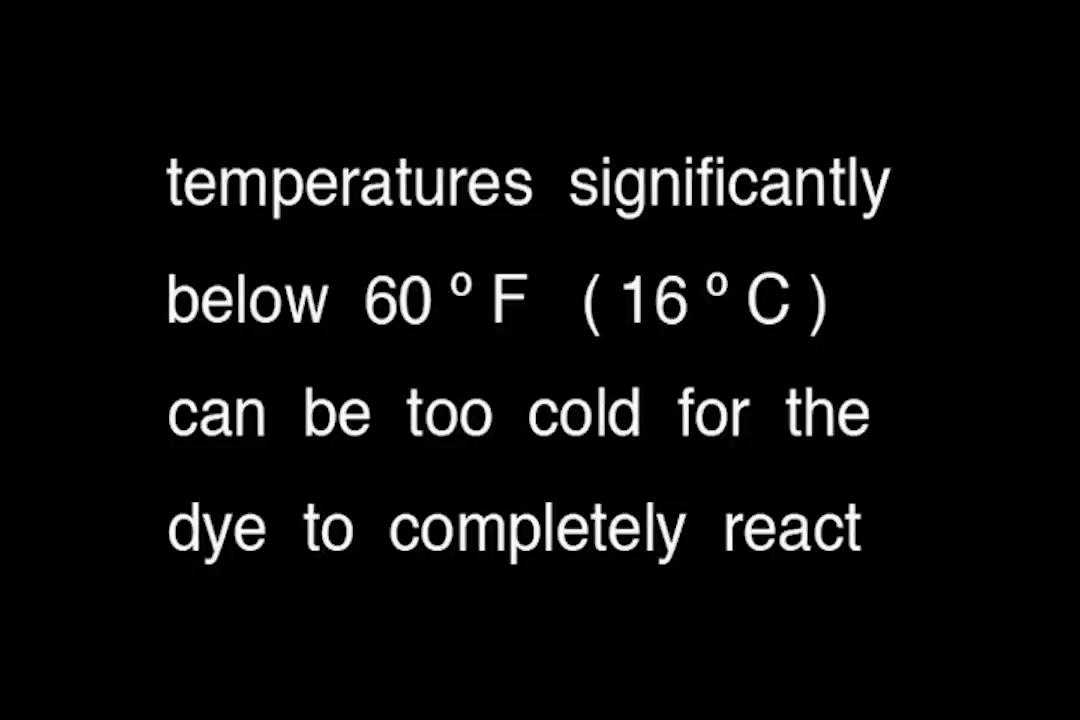 temperatures significantly
below 60 º F ( 16 º C )
can be too cold for the
dye to completely react